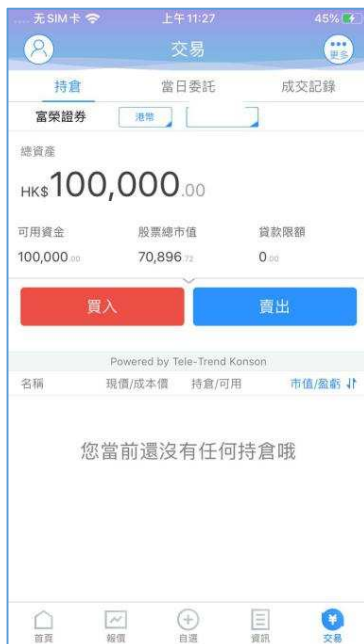 无SIM卡 上午11:27 45%
交易 更多
持倉 當日委託 成交記錄
富榮證券 港幣
總資產
HK$100,000.00
可用資金 股票總市值 貸款限額
100,000.00 70,896.72 0.00
買入 賣出
Powered by Tele-Trend Konson
名稱 現價/成本價 持倉/可用 市值/盈虧
您當前還沒有任何持倉哦
首頁 報價 自選 資訊 交易